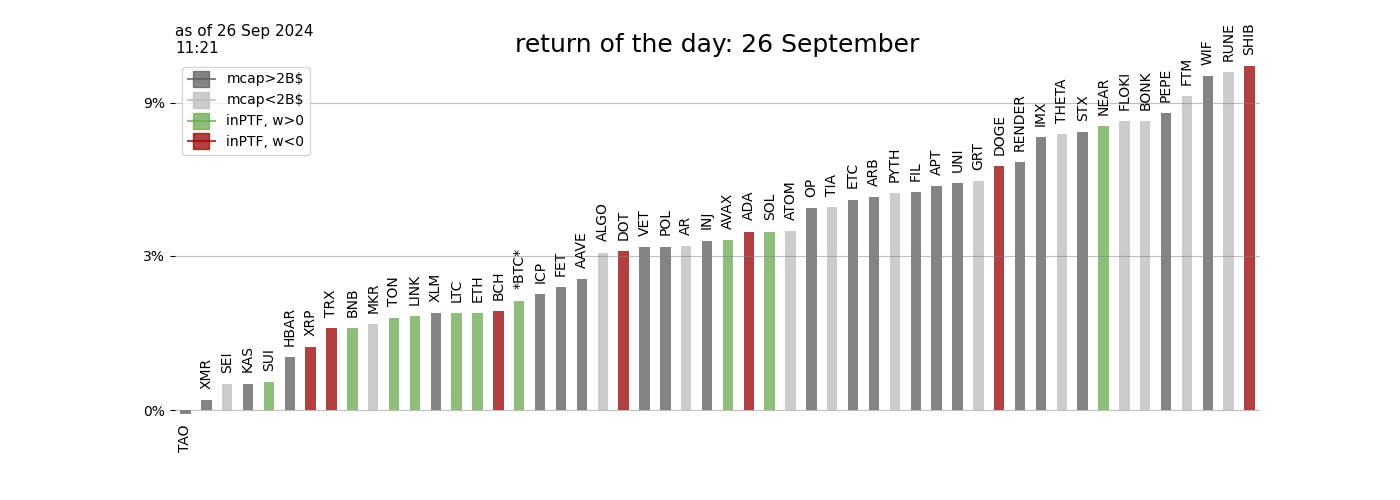 as of 26 Sep 2024
11:21
return of the day: 26 September
mcap>2B$
mcap<2B$
inPTF, w>0
inPTF, w<0
9%
3%
0%
TAO
XMR
SEI
KAS
SUI
HBAR
XRP
TRX
BNB
MKR
TON
LINK
XLM
LTC
ETH
BCH
*BTC*
ICP
FET
AAVE
ALGO
DOT
VET
POL
AR
INJ
AVAX
ADA
SOL
ATOM
OP
TIA
ETC
ARB
PYTH
FIL
APT
UNI
GRT
DOGE
RENDER
IMX
THETA
STX
NEAR
FLOKI
BONK
PEPE
FTM
WIF
RUNE
SHIB